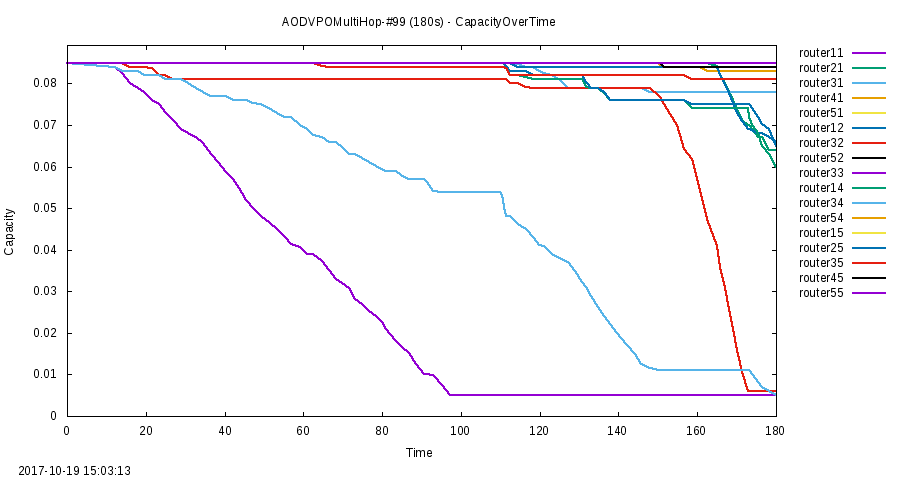 AODVPOMultiHop-#99 (180s) - CapacityOverTime
Capacity
0.08
0.07
0.06
0.05
0.04
0.03
0.02
0.01
0
0 20 40 60 80 100 120 140 160 180
Time
router11
router21
router31
router41
router51
router12
router32
router52
router33
router14
router34
router54
router15
router25
router35
router45
router55
2017-10-19 15:03:13